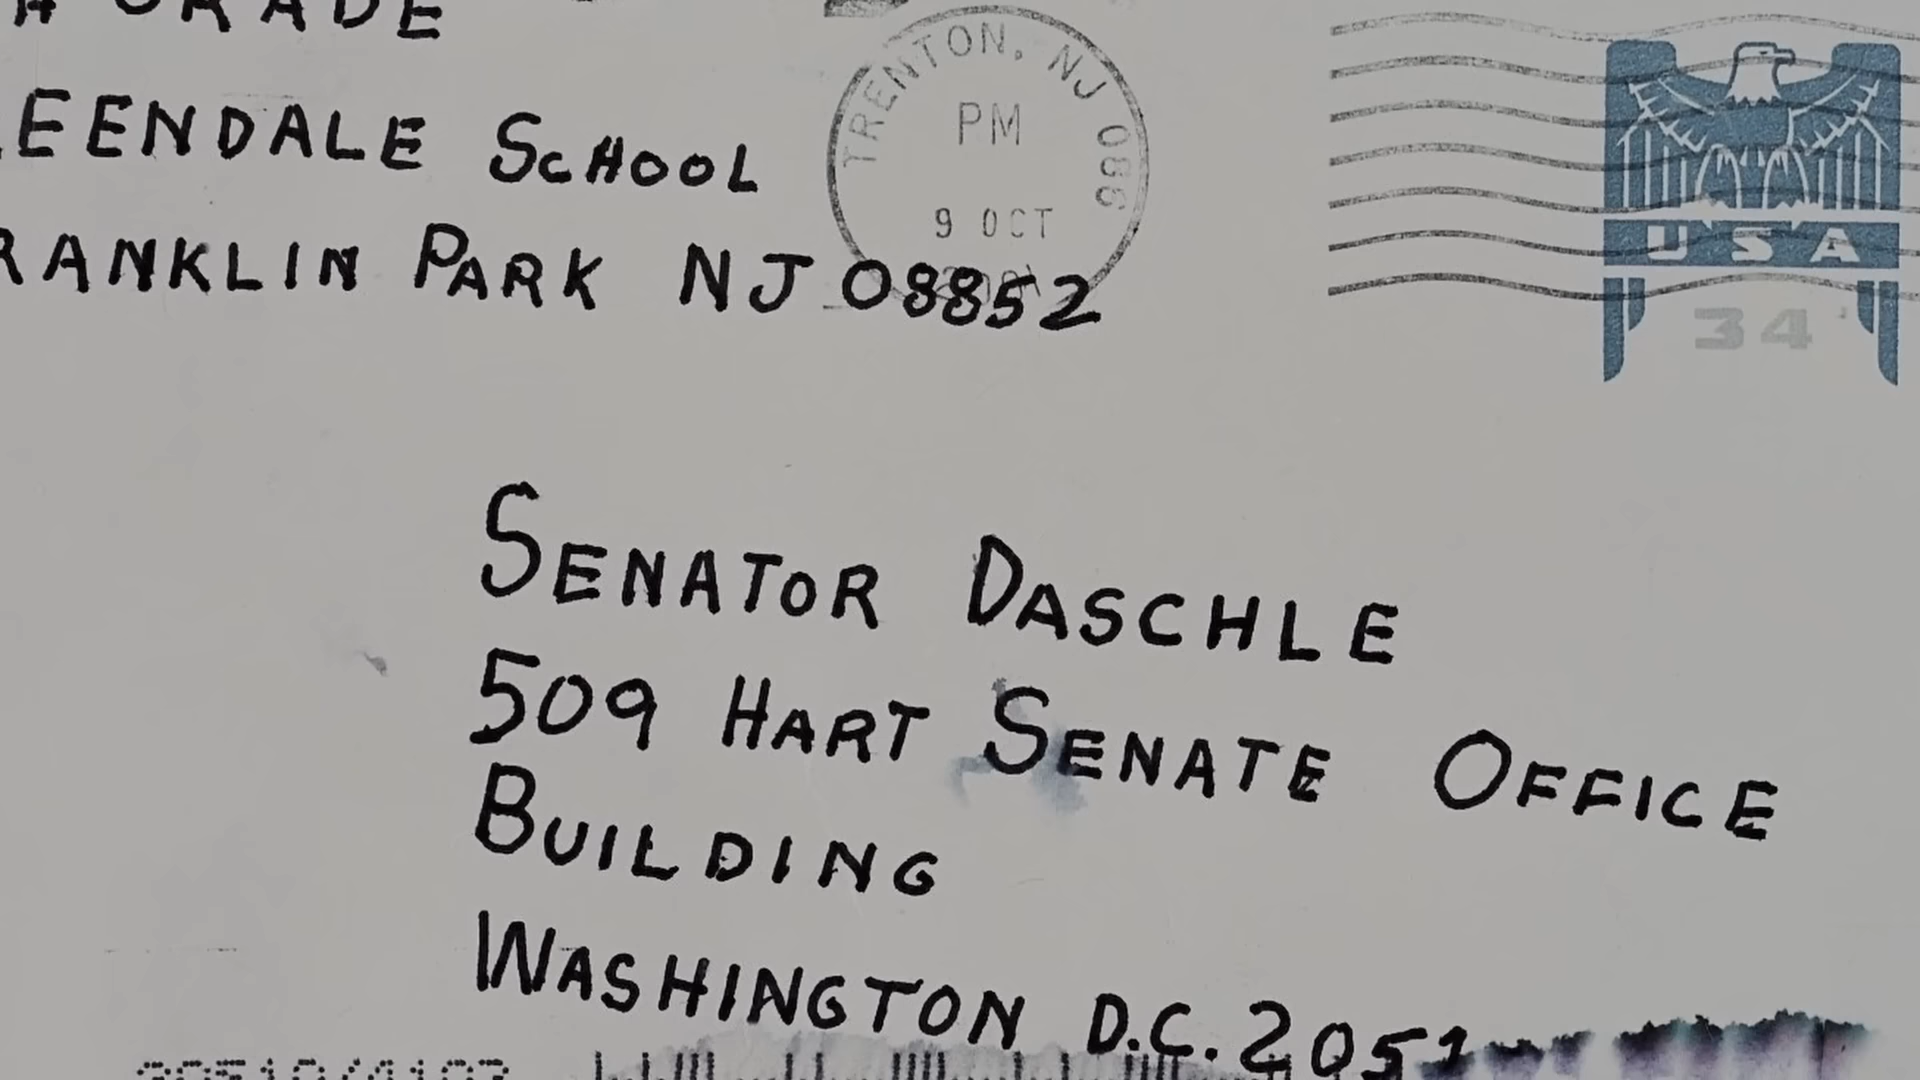 GRADE
EENDALE SCHOOL
RANKLIN PARK NJ 08852
TRENTON, NJ 086
PM
9 OCT
USA
34
SENATOR DASCHLE
509 HART SENATE OFFICE
BUILDING
WASHINGTON D.C. 2051